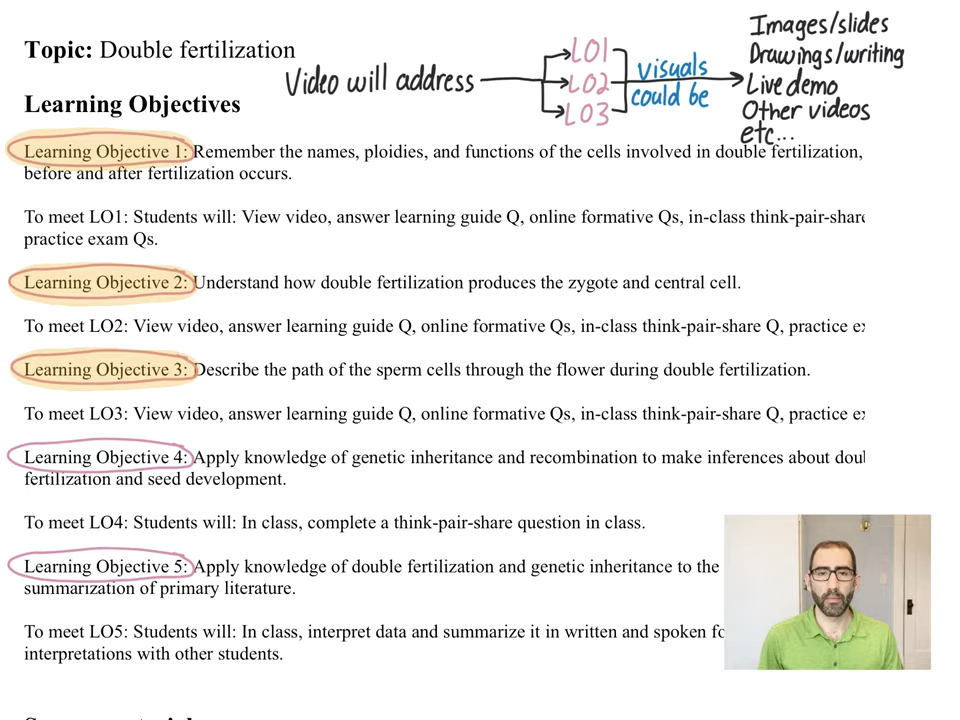 Topic: Double fertilization
Video will address
LO1
LO2
LO3
visuals
could be
Images/slides
Drawings/writing
Live demo
Other videos
etc...
Learning Objectives
Learning Objective 1: Remember the names, ploidies, and functions of the cells involved in double fertilization,
before and after fertilization occurs.
To meet LO1: Students will: View video, answer learning guide Q, online formative Qs, in-class think-pair-share
practice exam Qs.
Learning Objective 2: Understand how double fertilization produces the zygote and central cell.
To meet LO2: View video, answer learning guide Q, online formative Qs, in-class think-pair-share Q, practice
Learning Objective 3: Describe the path of the sperm cells through the flower during double fertilization.
To meet LO3: View video, answer learning guide Q, online formative Qs, in-class think-pair-share Q, practice
Learning Objective 4: Apply knowledge of genetic inheritance and recombination to make inferences about
fertilization and seed development.
To meet LO4: Students will: In class, complete a think-pair-share question in class.
Learning Objective 5: Apply knowledge of double fertilization and genetic inheritance to the
summarization of primary literature.
To meet LO5: Students will: In class, interpret data and summarize it in written and spoken
interpretations with other students.